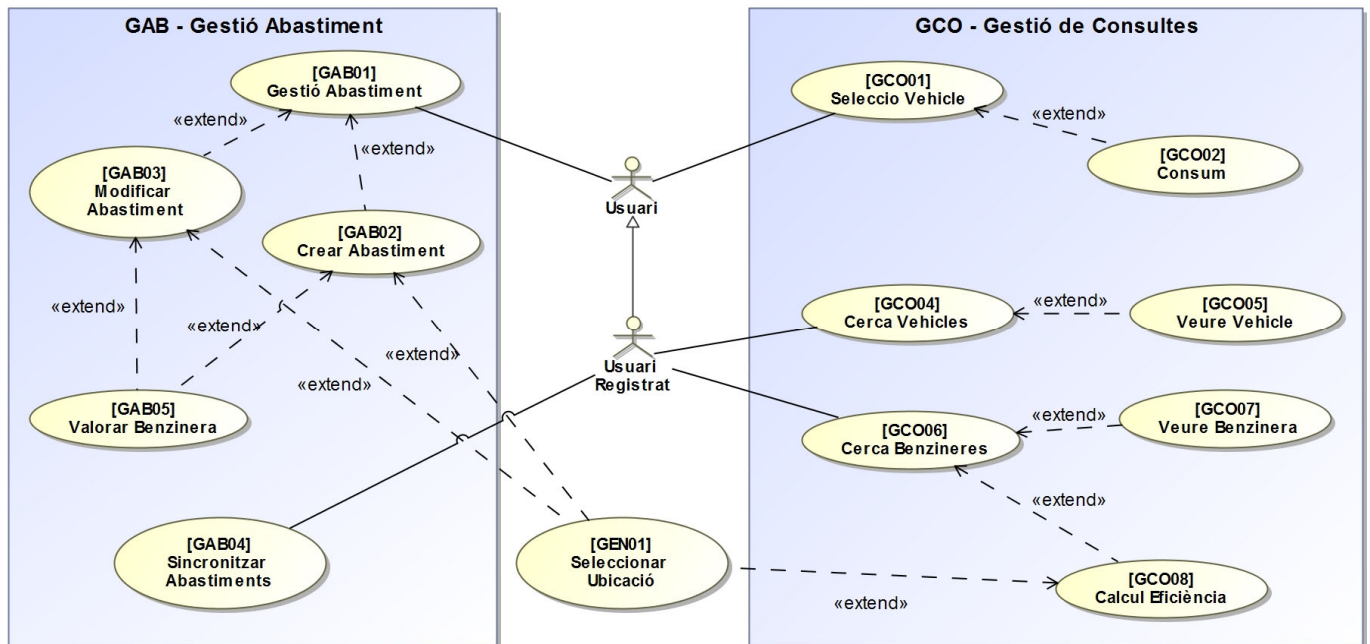 GAB - Gestió Abastiment
[GAB01]
Gestió Abastiment
«extend»
«extend»
[GAB03]
Modificar
Abastiment
[GAB02]
Crear Abastiment
«extend»
«extend»
«extend»
«extend»
[GAB05]
Valorar Benzinera
[GAB04]
Sincronitzar
Abastiments
Usuari
Usuari
Registrat
[GEN01]
Seleccionar
Ubicació
GCO - Gestió de Consultes
[GCO01]
Seleccio Vehicle
«extend»
[GCO02]
Consum
[GCO04]
Cerca Vehicles
«extend»
[GCO05]
Veure Vehicle
[GCO06]
Cerca Benzineres
«extend»
[GCO07]
Veure Benzinera
«extend»
[GCO08]
Calcul Eficiència
«extend»